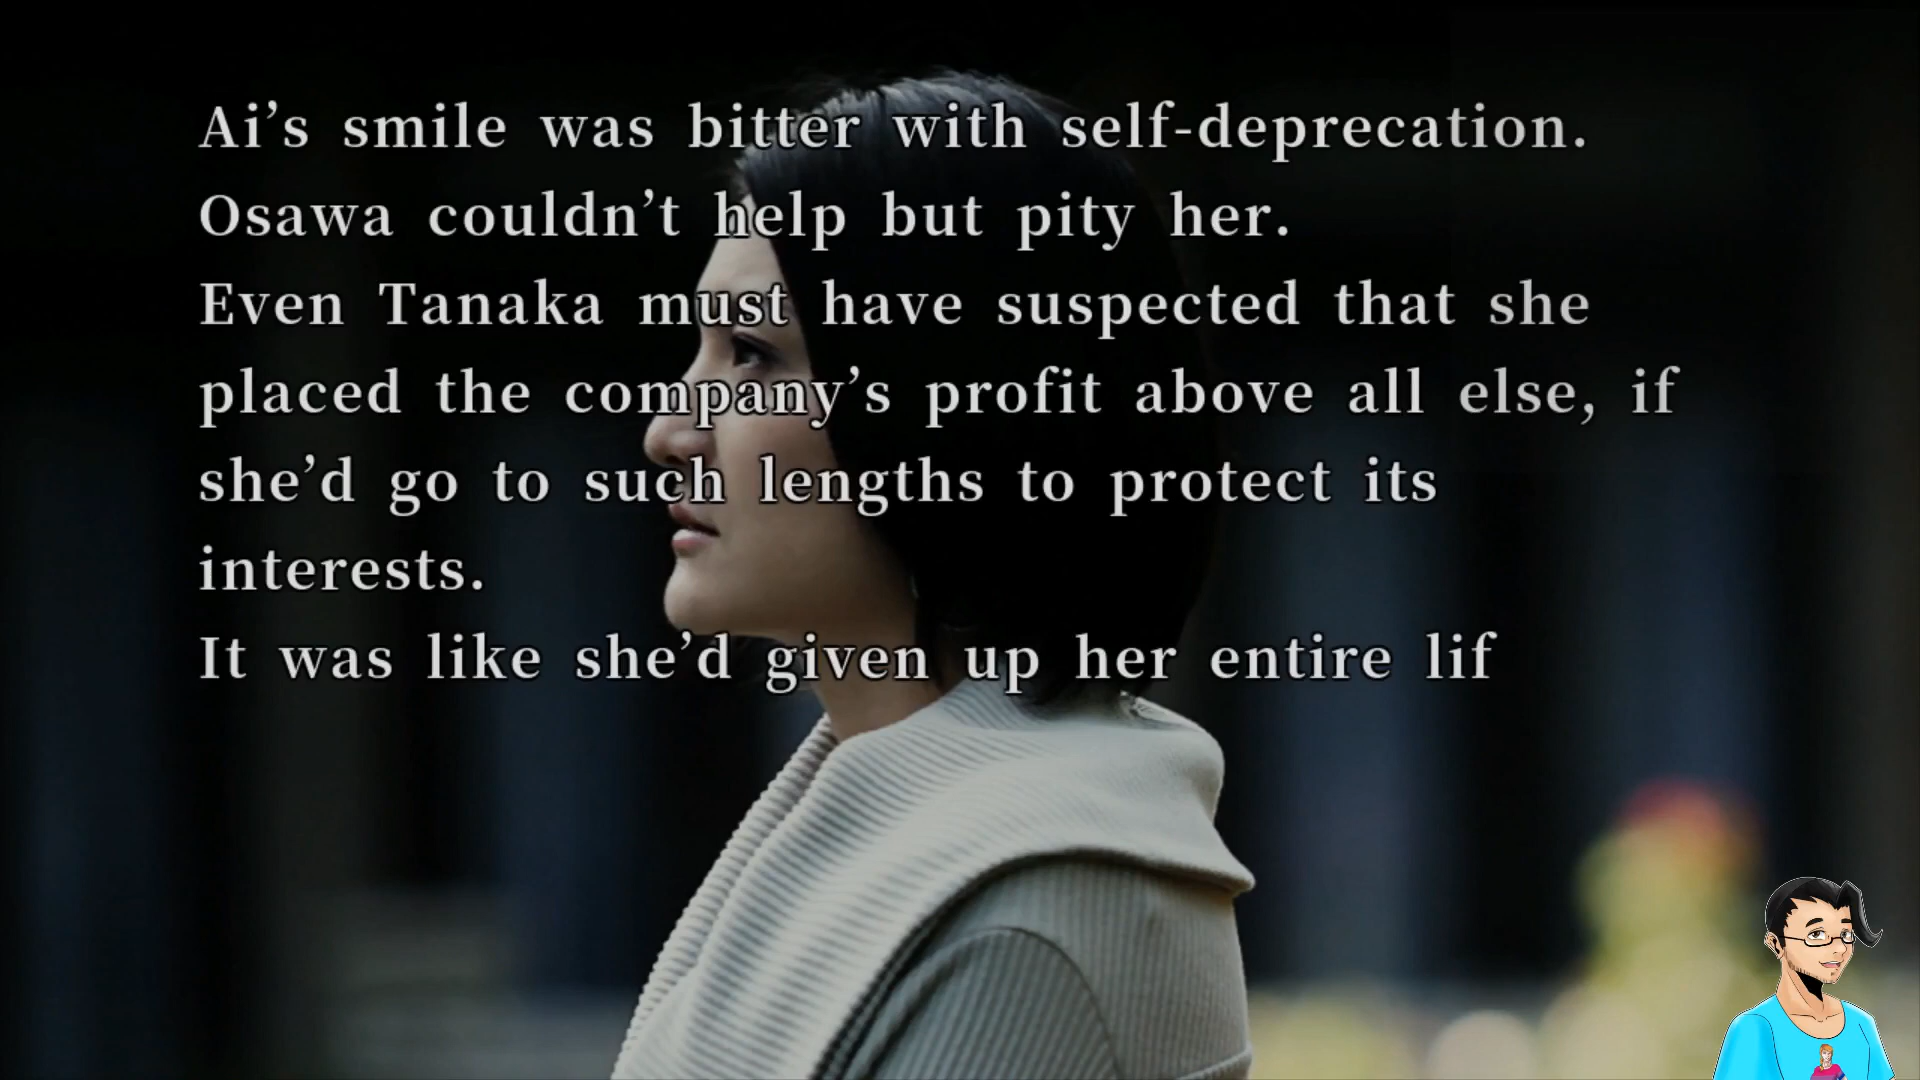 Ai’s smile was bitter with self-deprecation.
Osawa couldn’t help but pity her.
Even Tanaka must have suspected that she
placed the company’s profit above all else, if
she’d go to such lengths to protect its
interests.
It was like she’d given up her entire lif